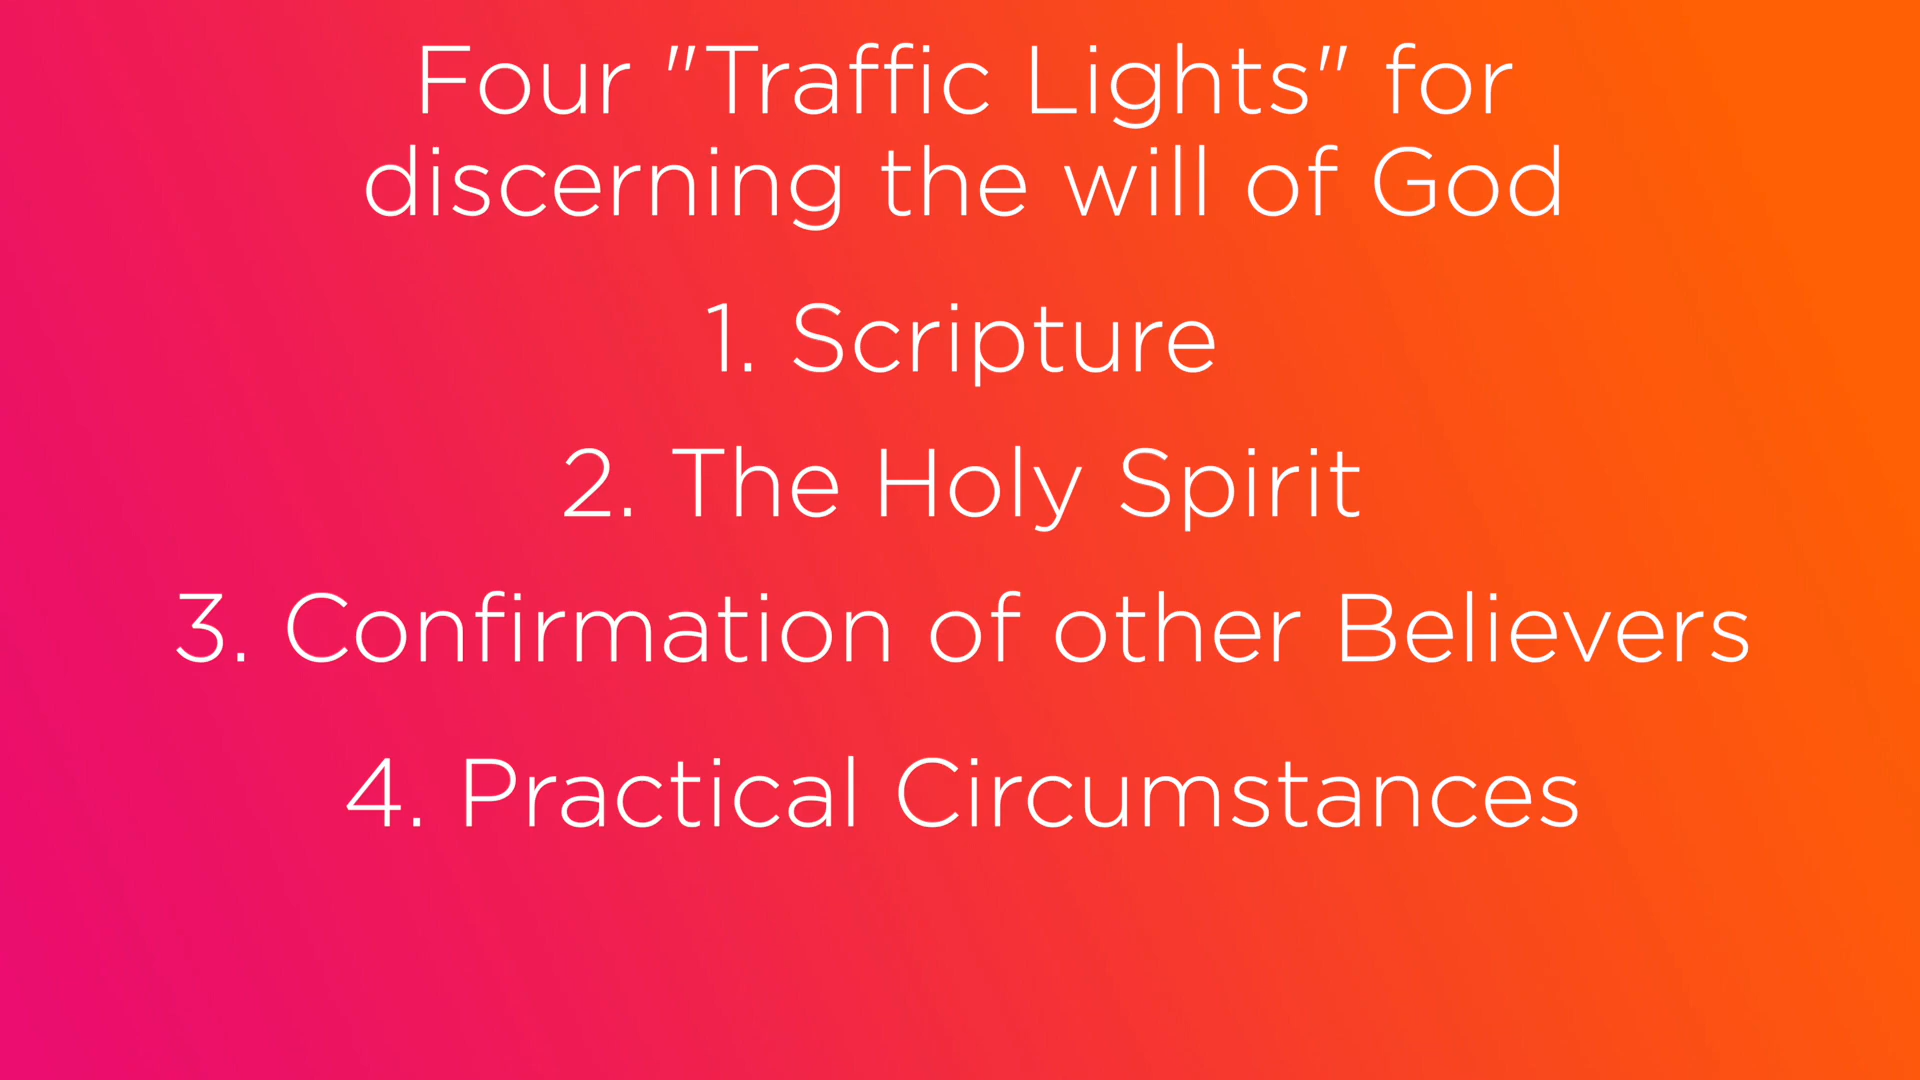 Four "Traffic Lights" for
discerning the will of God
1. Scripture
2. The Holy Spirit
3. Confirmation of other Believers
4. Practical Circumstances